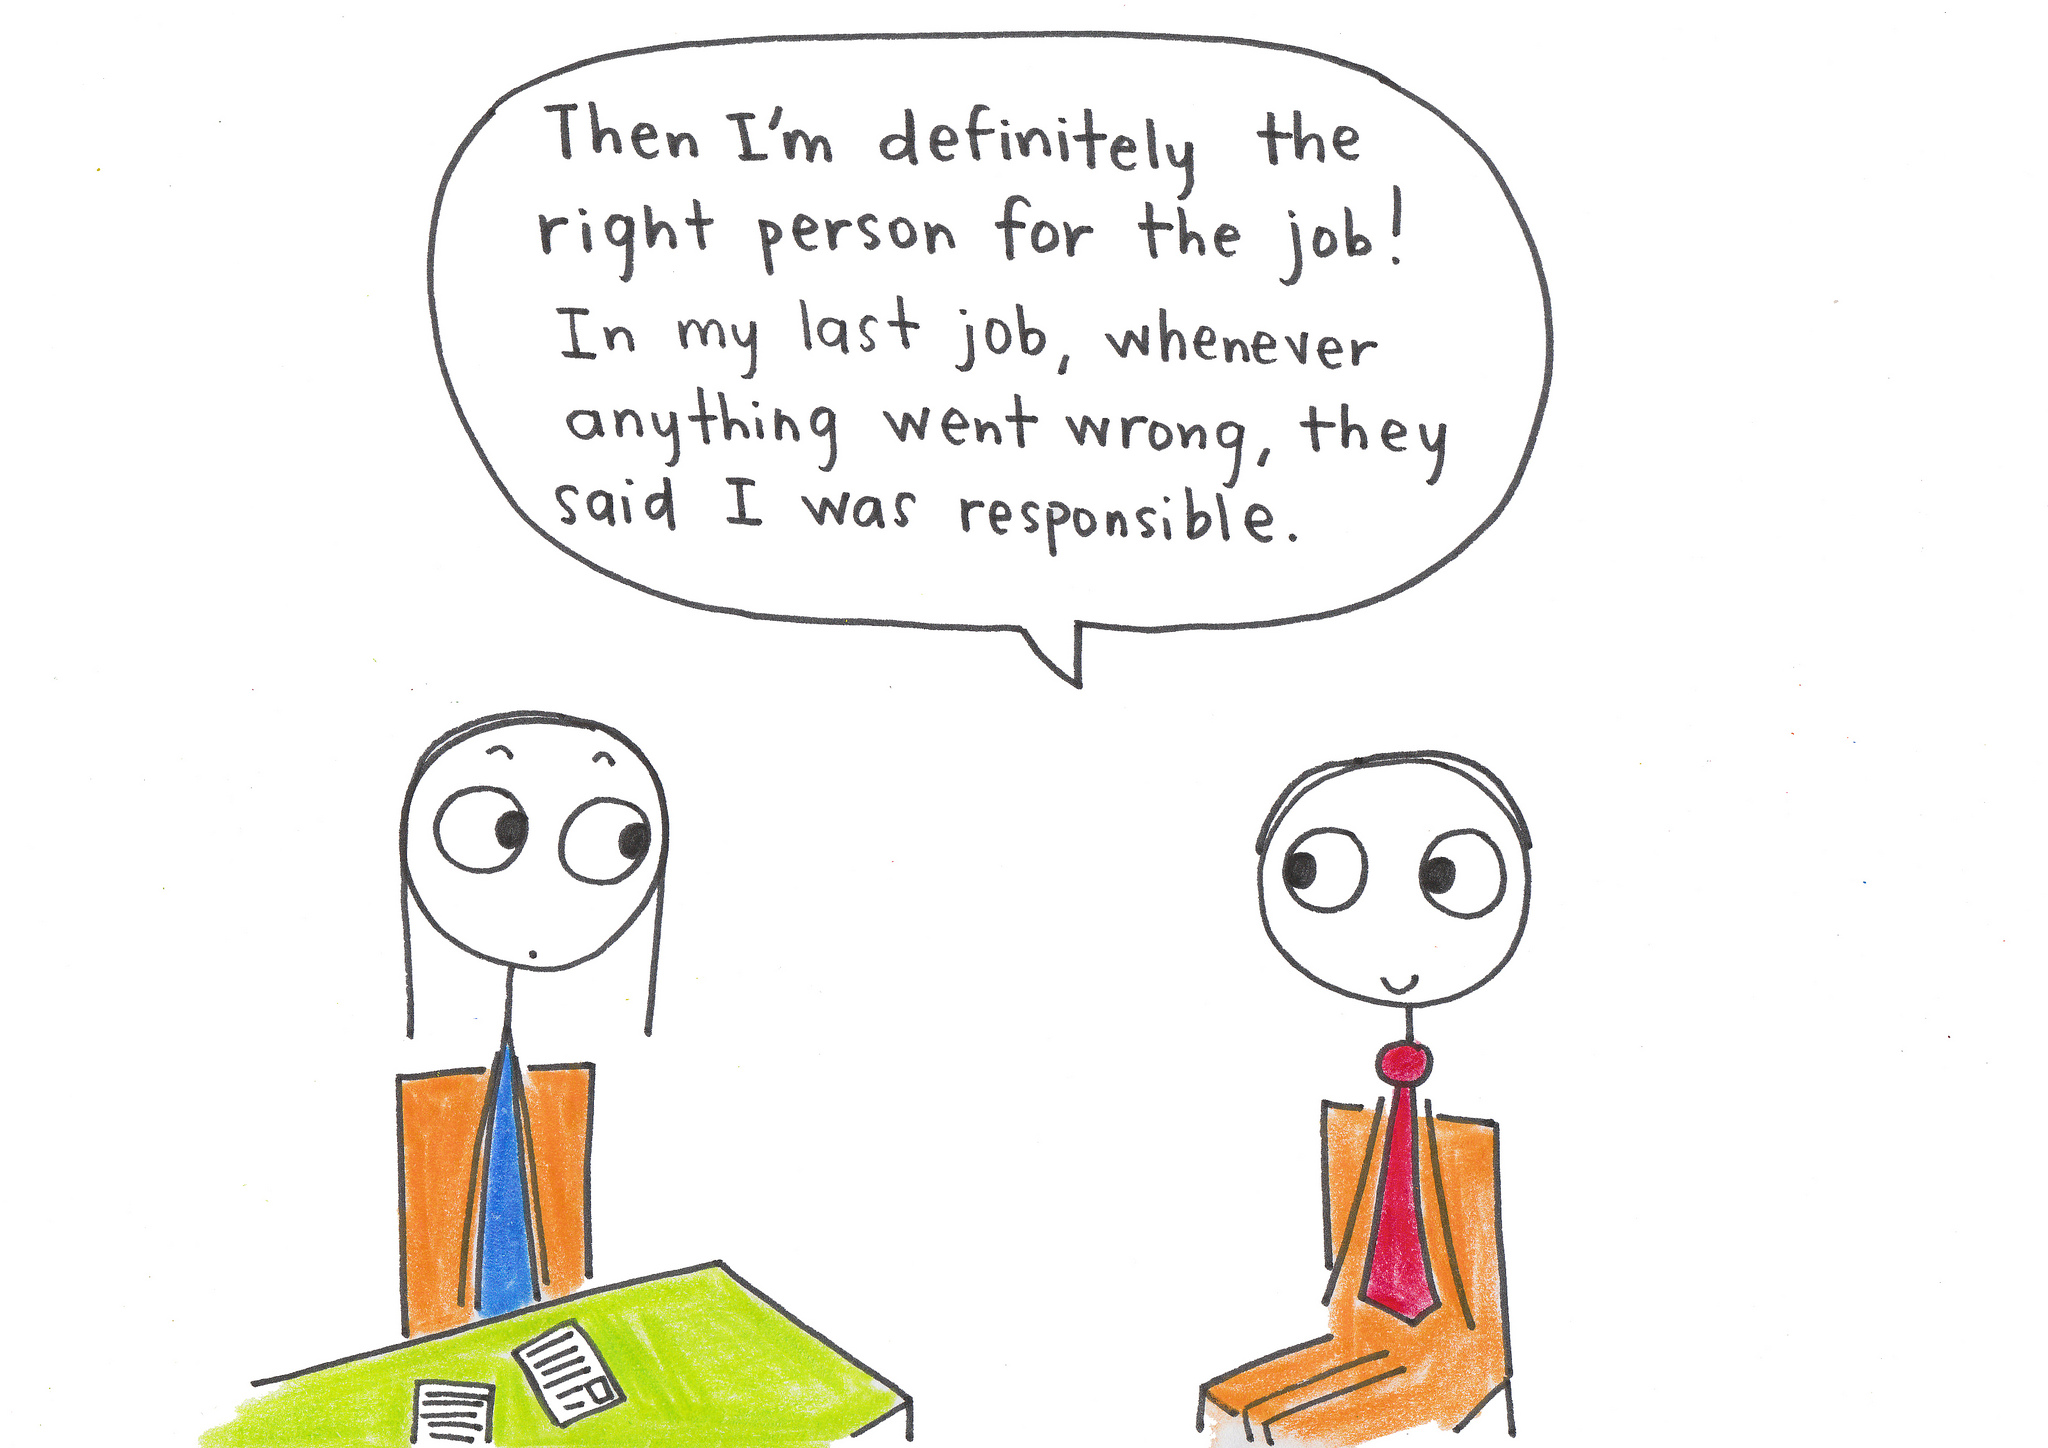 Then I'm definitely the
right person for the job!
In my last job, whenever
anything went wrong, they
said I was responsible.